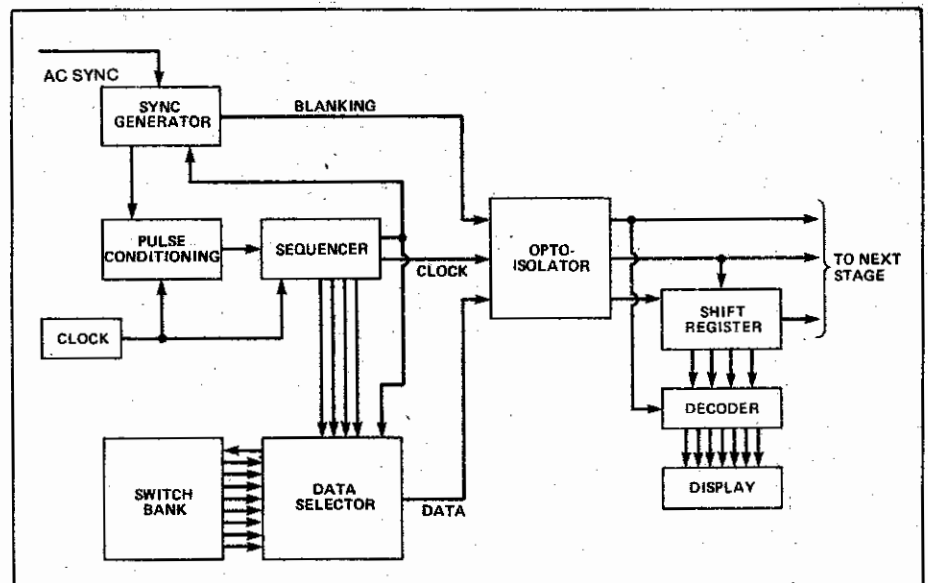 AC SYNC
SYNC
GENERATOR
BLANKING
PULSE
CONDITIONING
SEQUENCER
CLOCK
OPTO-
ISOLATOR
TO NEXT
STAGE
SHIFT
REGISTER
CLOCK
DECODER
DISPLAY
SWITCH
BANK
DATA
SELECTOR
DATA